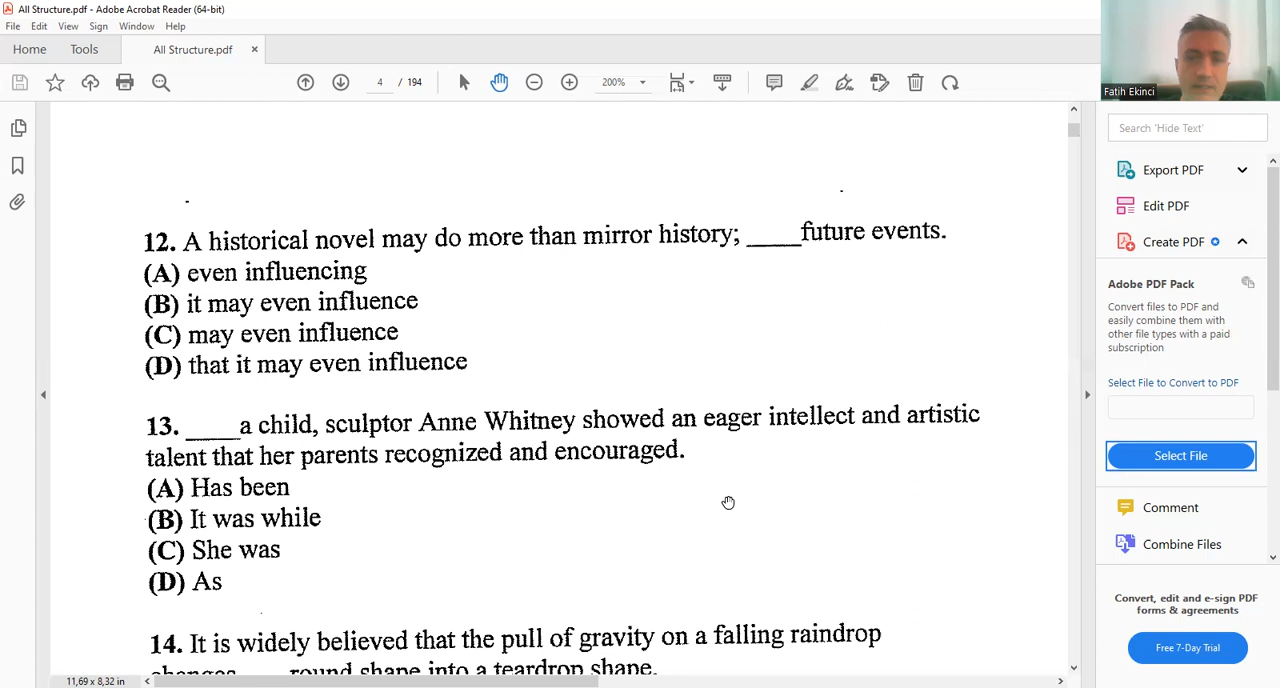 All Structure.pdf - Adobe Acrobat Reader (64-bit)
File Edit View Sign Window Help
Home Tools All Structure.pdf ×
4 / 194 200%
Fatih Ekinci
Search 'Hide Text'
Export PDF
Edit PDF
Create PDF
Adobe PDF Pack
Convert files to PDF and
easily combine them with
other file types with a paid
subscription
Select File to Convert to PDF
Select File
Comment
Combine Files
Convert, edit and e-sign PDF
forms & agreements
Free 7-Day Trial
12. A historical novel may do more than mirror history; ____future events.
(A) even influencing
(B) it may even influence
(C) may even influence
(D) that it may even influence
13. ____a child, sculptor Anne Whitney showed an eager intellect and artistic
talent that her parents recognized and encouraged.
(A) Has been
(B) It was while
(C) She was
(D) As
14. It is widely believed that the pull of gravity on a falling raindrop
changes ____round shape into a teardrop shape.
11,69 x 8,32 in